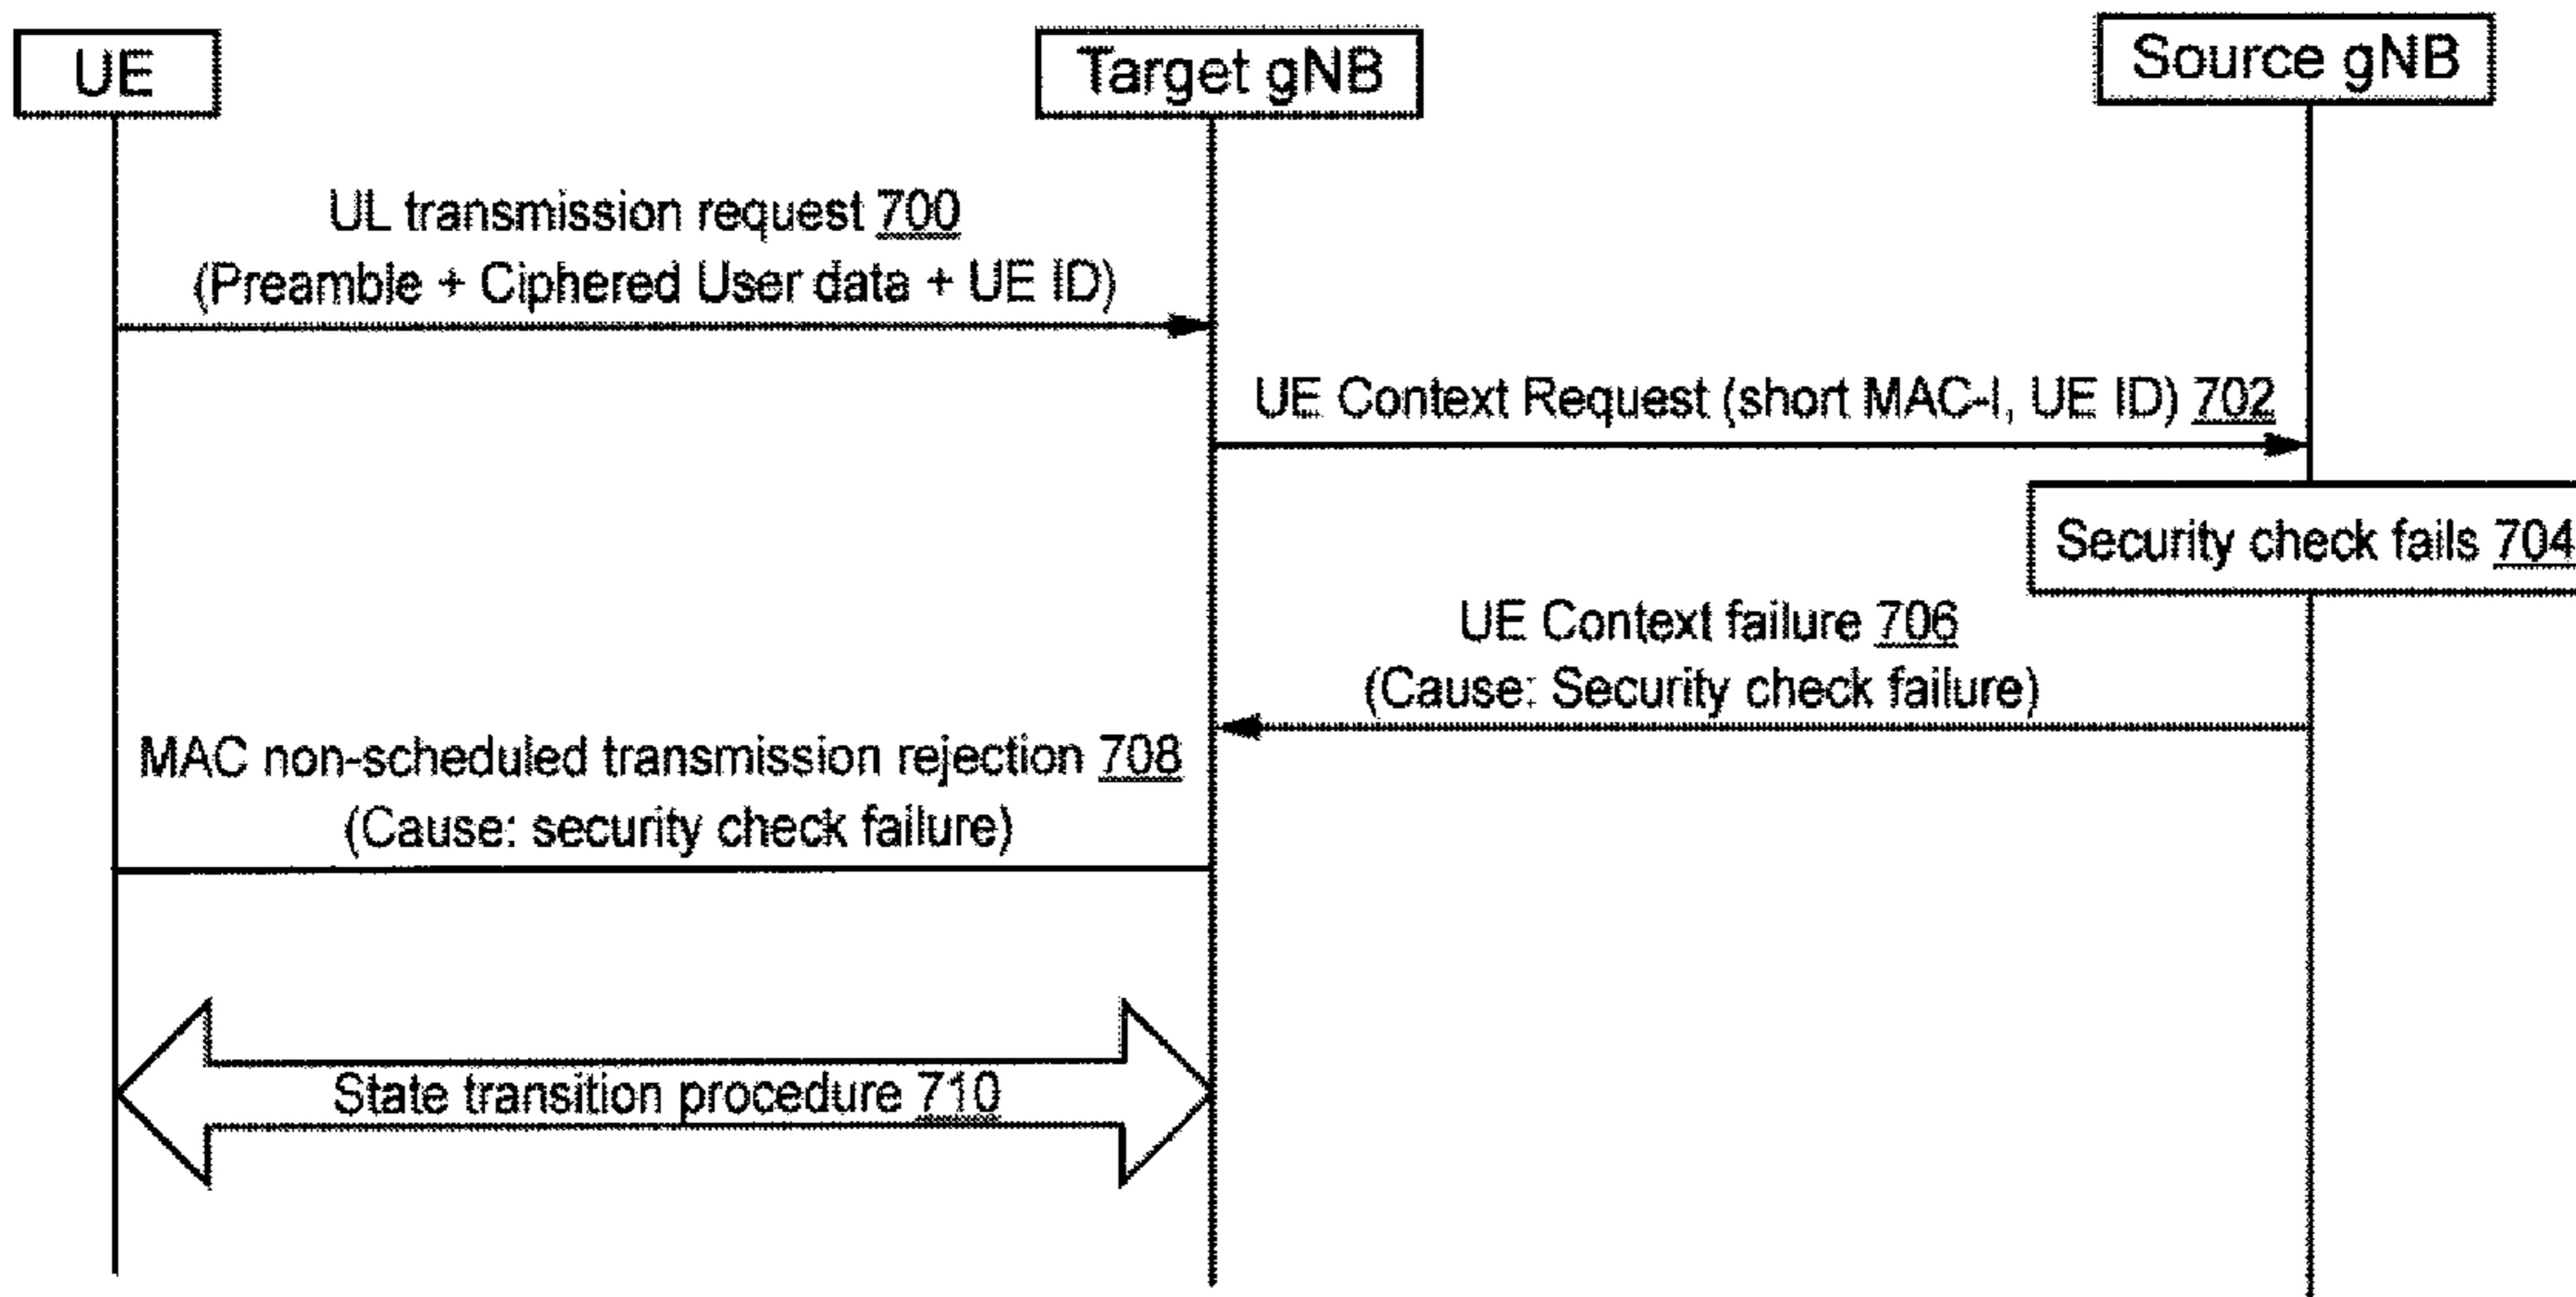 UE
Target gNB
Source gNB
UL transmission request 700
(Preamble + Ciphered User data + UE ID)
UE Context Request (short MAC-I, UE ID) 702
Security check fails 704
UE Context failure 706
(Cause: Security check failure)
MAC non-scheduled transmission rejection 708
(Cause: security check failure)
State transition procedure 710